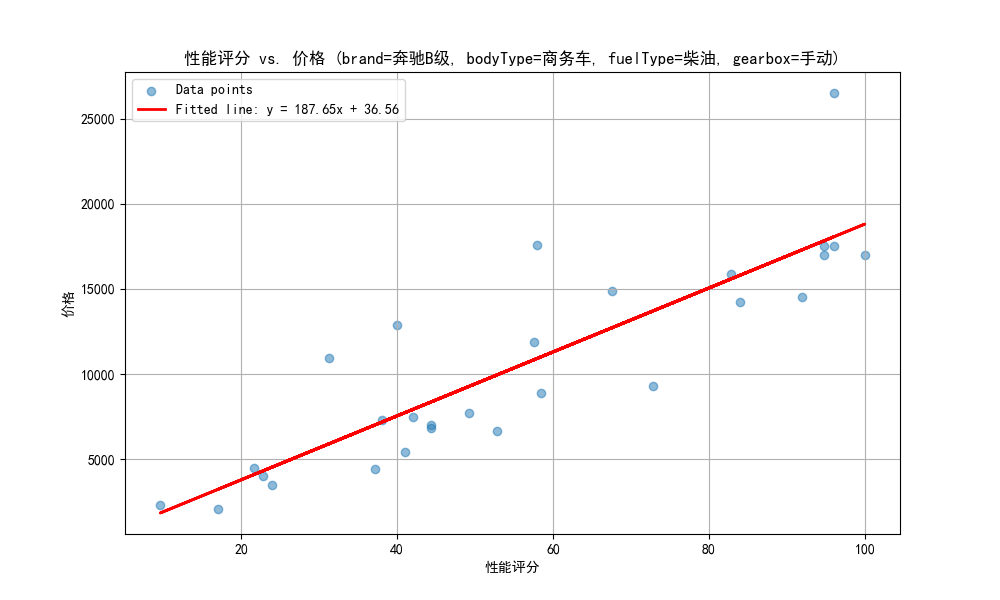 性能评分 vs. 价格 (brand=奔驰B级, bodyType=商务车, fuelType=柴油, gearbox=手动)
Data points
Fitted line: y = 187.65x + 36.56
25000
20000
15000
10000
5000
价格
20 40 60 80 100
性能评分